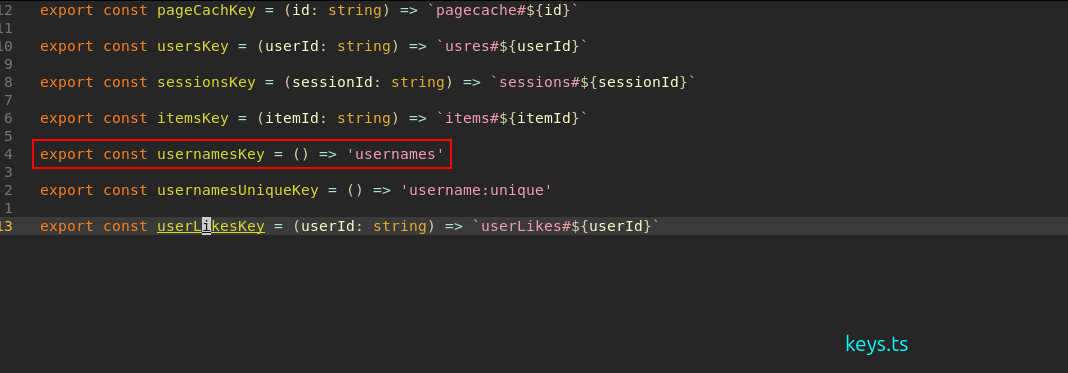 12 export const pageCachKey = (id: string) => `pagecache#${id}`
11
10 export const usersKey = (userId: string) => `usres#${userId}`
9
8 export const sessionsKey = (sessionId: string) => `sessions#${sessionId}`
7
6 export const itemsKey = (itemId: string) => `items#${itemId}`
5
4 export const usernamesKey = () => 'usernames'
3
2 export const usernamesUniqueKey = () => 'username:unique'
1
13 export const userLikesKey = (userId: string) => `userLikes#${userId}`
keys.ts